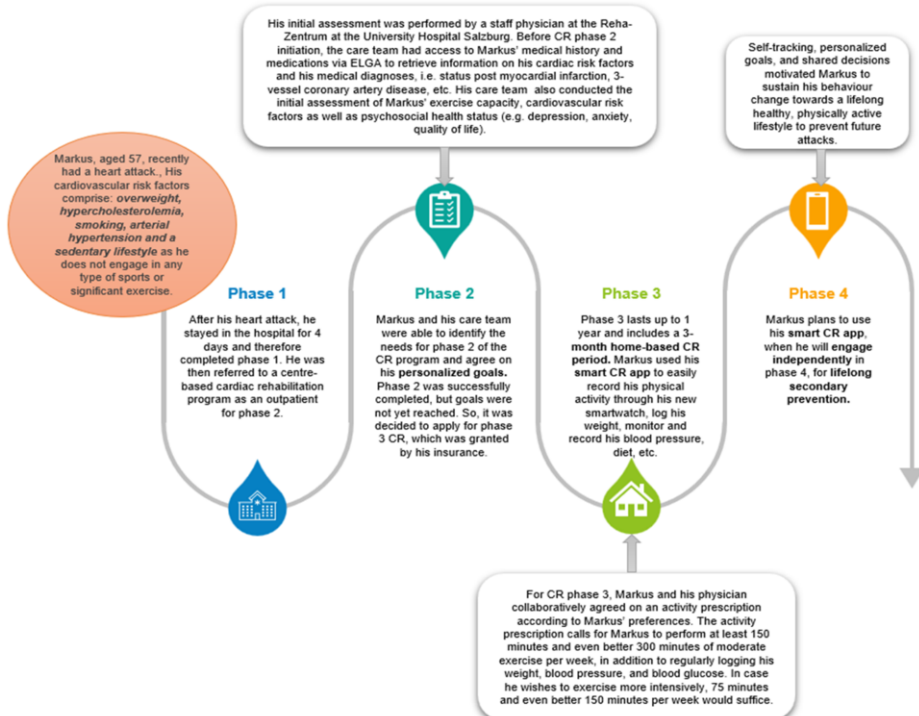 His initial assessment was performed by a staff physician at the Reha-
Zentrum at the University Hospital Salzburg. Before CR phase 2
initiation, the care team had access to Markus' medical history and
medications via ELGA to retrieve information on his cardiac risk factors
and his medical diagnoses, i.e. status post myocardial infarction, 3-
vessel coronary artery disease, etc. His care team also conducted the
initial assessment of Markus' exercise capacity, cardiovascular risk
factors as well as psychosocial health status (e.g. depression, anxiety,
quality of life).
Self-tracking, personalized
goals, and shared decisions
motivated Markus to
sustain his behaviour
change towards a lifelong
healthy, physically active
lifestyle to prevent future
attacks.
Markus, aged 57, recently
had a heart attack., His
cardiovascular risk factors
comprise: overweight,
hypercholesterolemia,
smoking, arterial
hypertension and a
sedentary lifestyle as he
does not engage in any
type of sports or
significant exercise.
Phase 1
After his heart attack, he
stayed in the hospital for 4
days and therefore
completed phase 1. He was
then referred to a centre-
based cardiac rehabilitation
program as an outpatient
for phase 2.
Phase 2
Markus and his care team
were able to identify the
needs for phase 2 of the
CR program and agree on
his personalized goals.
Phase 2 was successfully
completed, but goals were
not yet reached. So, it was
decided to apply for phase
3 CR, which was granted
by his insurance.
Phase 3
Phase 3 lasts up to 1
year and includes a 3-
month home-based CR
period. Markus used his
smart CR app to easily
record his physical
activity through his new
smartwatch, log his
weight, monitor and
record his blood pressure,
diet, etc.
Phase 4
Markus plans to use
his smart CR app,
when he will engage
independently in
phase 4, for lifelong
secondary
prevention.
For CR phase 3, Markus and his physician
collaboratively agreed on an activity prescription
according to Markus' preferences. The activity
prescription calls for Markus to perform at least 150
minutes and even better 300 minutes of moderate
exercise per week, in addition to regularly logging his
weight, blood pressure, and blood glucose. In case
he wishes to exercise more intensively, 75 minutes
and even better 150 minutes per week would suffice.